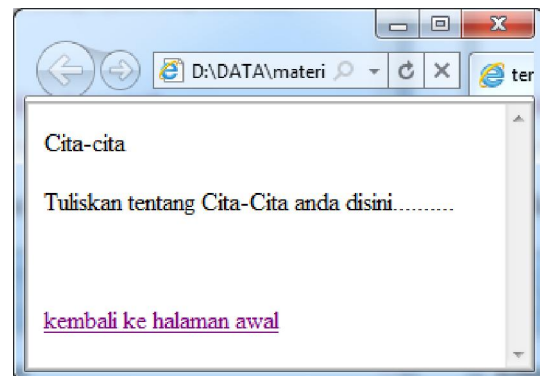 D:\DATA\materi
ter
Cita-cita
Tuliskan tentang Cita-Cita anda disini..........
kembali ke halaman awal